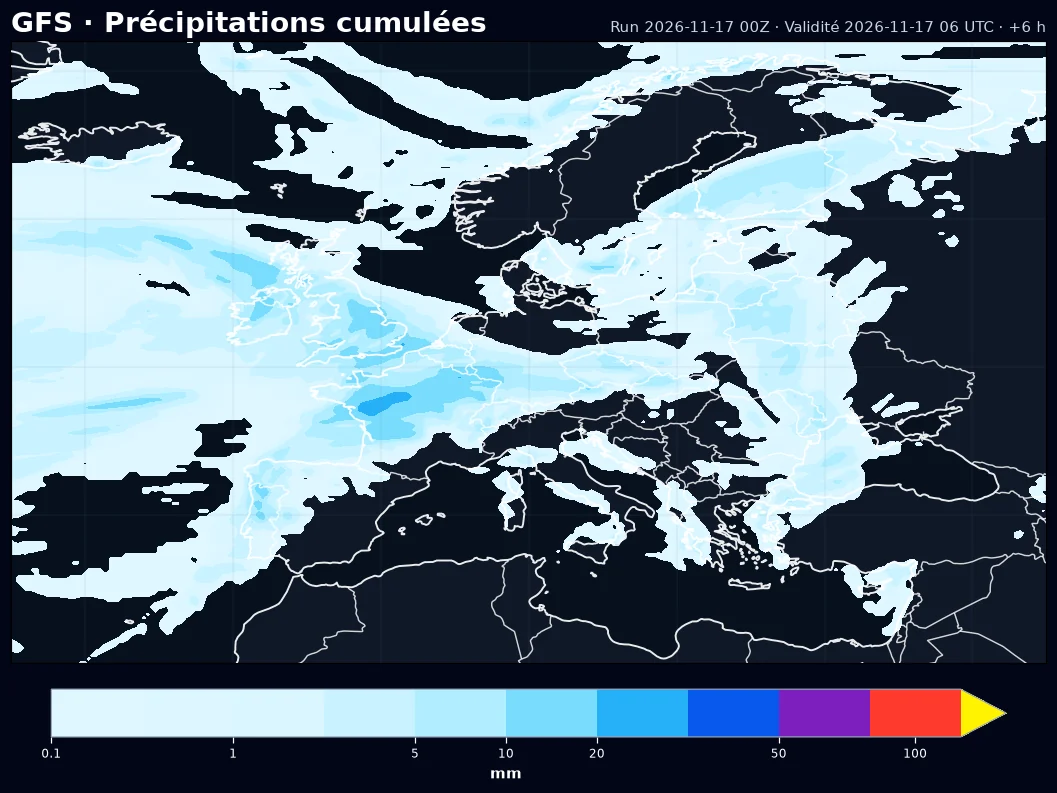 GFS · Précipitations cumulées
Run 2026-11-17 00Z · Validité 2026-11-17 06 UTC · +6 h
0.1 1 5 10 20 50 100
mm